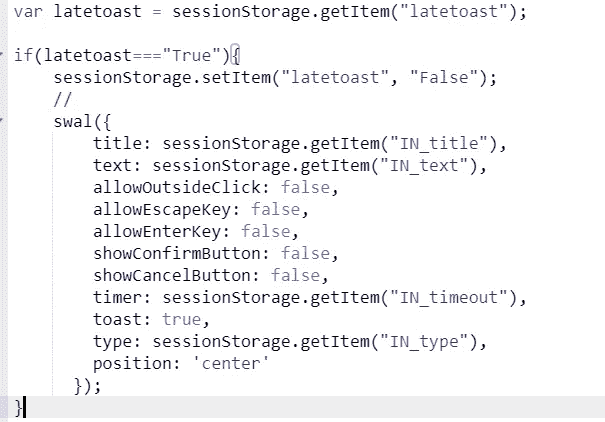 var latetoast = sessionStorage.getItem("latetoast");
if(latetoast==="True"){
sessionStorage.setItem("latetoast", "False");
//
swal({
title: sessionStorage.getItem("IN_title"),
text: sessionStorage.getItem("IN_text"),
allowOutsideClick: false,
allowEscapeKey: false,
allowEnterKey: false,
showConfirmButton: false,
showCancelButton: false,
timer: sessionStorage.getItem("IN_timeout"),
toast: true,
type: sessionStorage.getItem("IN_type"),
position: 'center'
});
}